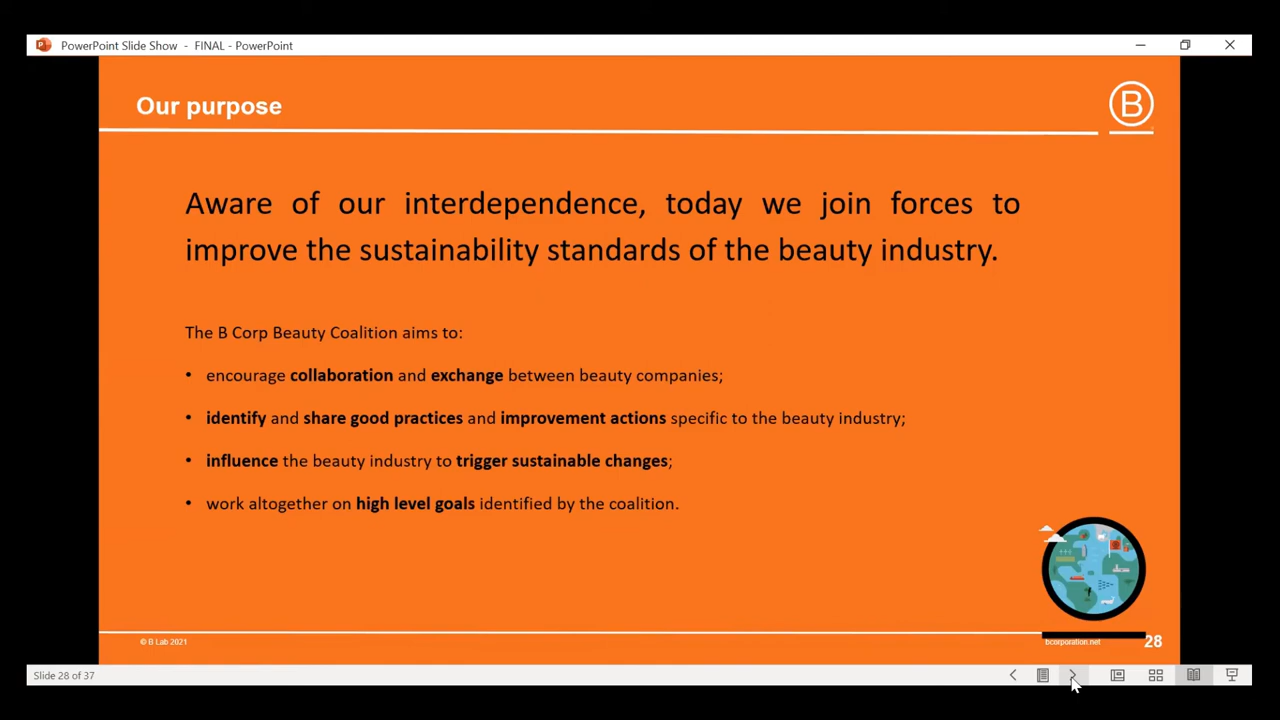 PowerPoint Slide Show - FINAL - PowerPoint
Our purpose
B
Aware of our interdependence, today we join forces to
improve the sustainability standards of the beauty industry.
The B Corp Beauty Coalition aims to:
• encourage collaboration and exchange between beauty companies;
• identify and share good practices and improvement actions specific to the beauty industry;
• influence the beauty industry to trigger sustainable changes;
• work altogether on high level goals identified by the coalition.
© B Lab 2021
bcorporation.net
28
Slide 28 of 37